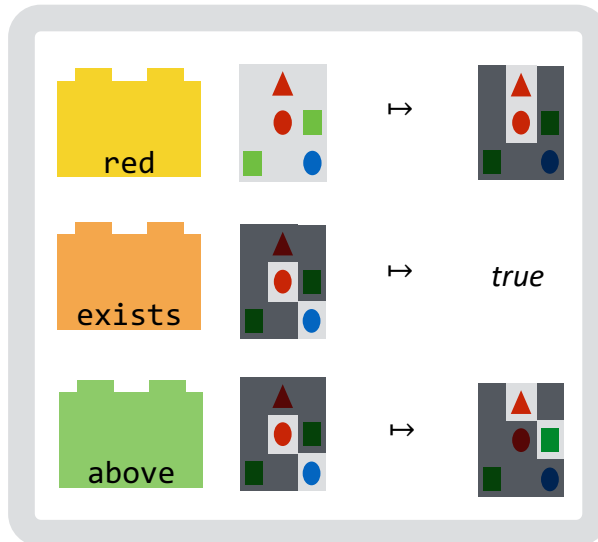 red ↦
exists ↦ true
above ↦